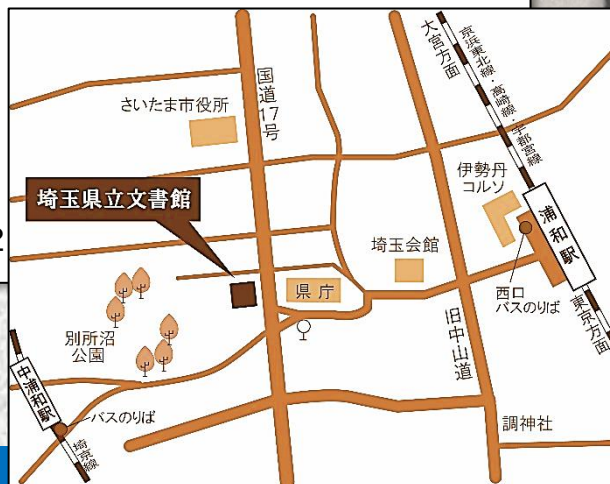 大宮方面
京浜東北線・高崎線・宇都宮線
国道17号
さいたま市役所
伊勢丹
コルソ
埼玉県立文書館
浦和駅
埼玉会館
県庁
西口
バスのりば
東京方面
別所沼
公園
旧中山道
中浦和駅
バスのりば
調神社
埼京線